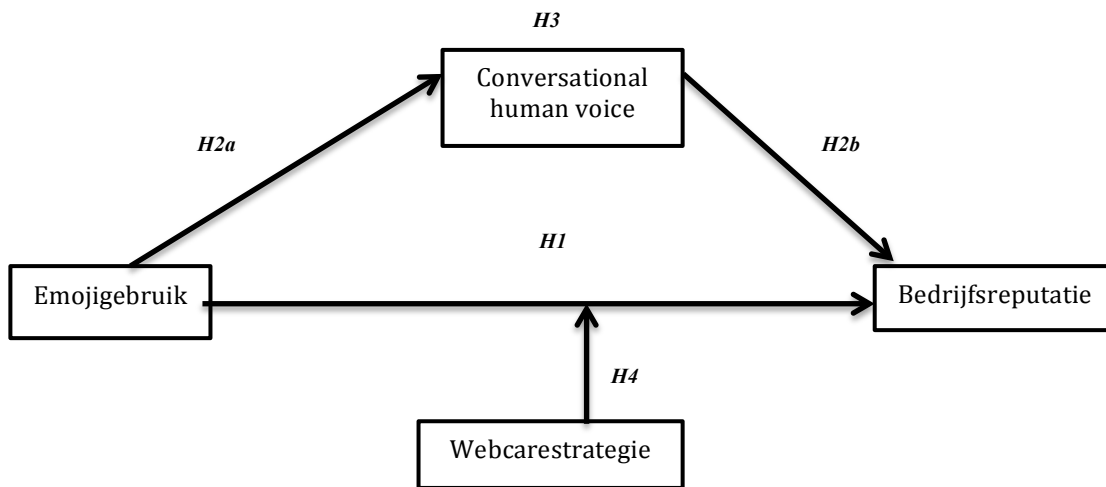 H3
Conversational
human voice
H2a
H2b
H1
Emojigebruik
Bedrijfsreputatie
H4
Webcarestrategie